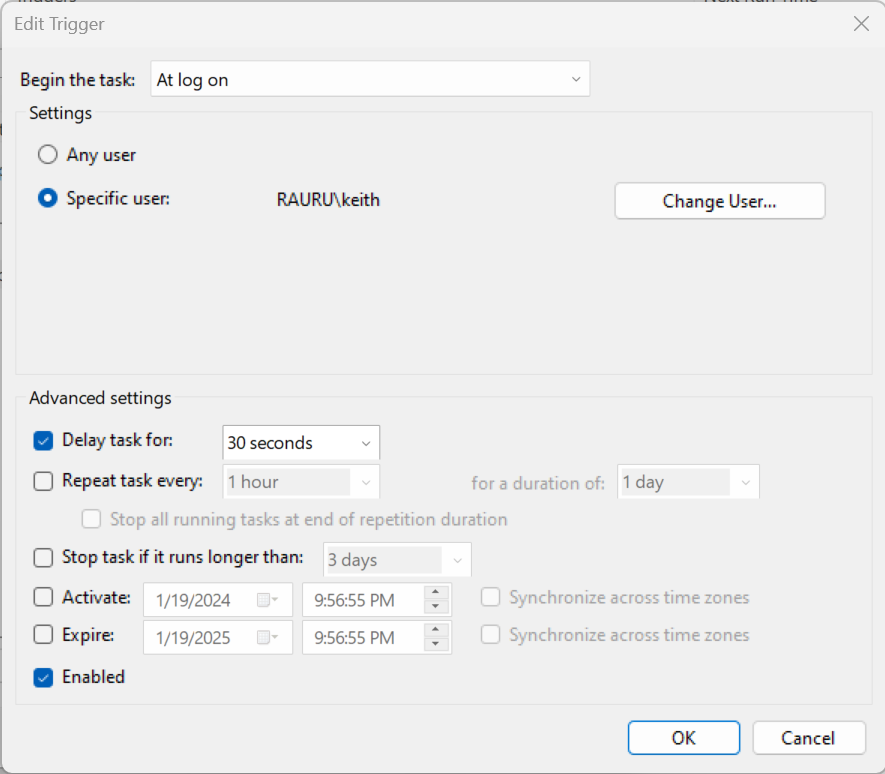 Edit Trigger
Begin the task: At log on
Settings
Any user
Specific user: RAURU\keith Change User...
Advanced settings
Delay task for: 30 seconds
Repeat task every: 1 hour for a duration of: 1 day
Stop all running tasks at end of repetition duration
Stop task if it runs longer than: 3 days
Activate: 1/19/2024 9:56:55 PM Synchronize across time zones
Expire: 1/19/2025 9:56:55 PM Synchronize across time zones
Enabled
OK Cancel